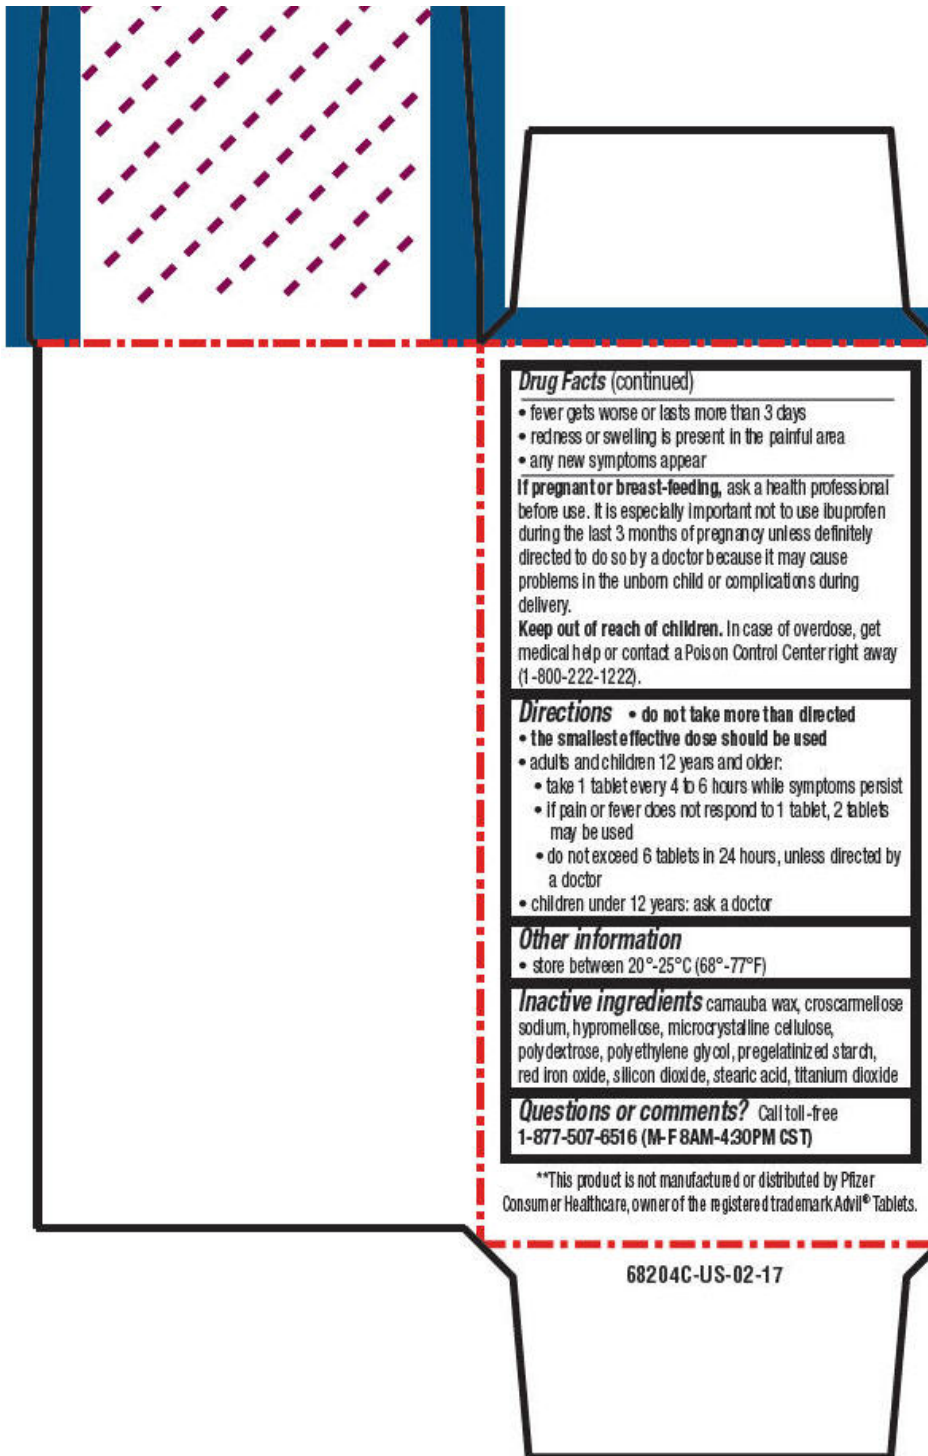 Drug Facts (continued)
• fever gets worse or lasts more than 3 days
• redness or swelling is present in the painful area
• any new symptoms appear
If pregnant or breast-feeding, ask a health professional
before use. It is especially important not to use ibuprofen
during the last 3 months of pregnancy unless definitely
directed to do so by a doctor because it may cause
problems in the unborn child or complications during
delivery.
Keep out of reach of children. In case of overdose, get
medical help or contact a Poison Control Center right away
(1-800-222-1222).
Directions • do not take more than directed
• the smallest effective dose should be used
• adults and children 12 years and older:
• take 1 tablet every 4 to 6 hours while symptoms persist
• if pain or fever does not respond to 1 tablet, 2 tablets
may be used
• do not exceed 6 tablets in 24 hours, unless directed by
a doctor
• children under 12 years: ask a doctor
Other information
• store between 20°-25°C (68°-77°F)
Inactive ingredients carnauba wax, croscarmellose
sodium, hypromellose, microcrystalline cellulose,
polydextrose, polyethylene glycol, pregelatinized starch,
red iron oxide, silicon dioxide, stearic acid, titanium dioxide
Questions or comments? Call toll-free
1-877-507-6516 (M-F 8AM-4:30PM CST)
**This product is not manufactured or distributed by Pfizer
Consumer Healthcare, owner of the registered trademark Advil® Tablets.
68204C-US-02-17